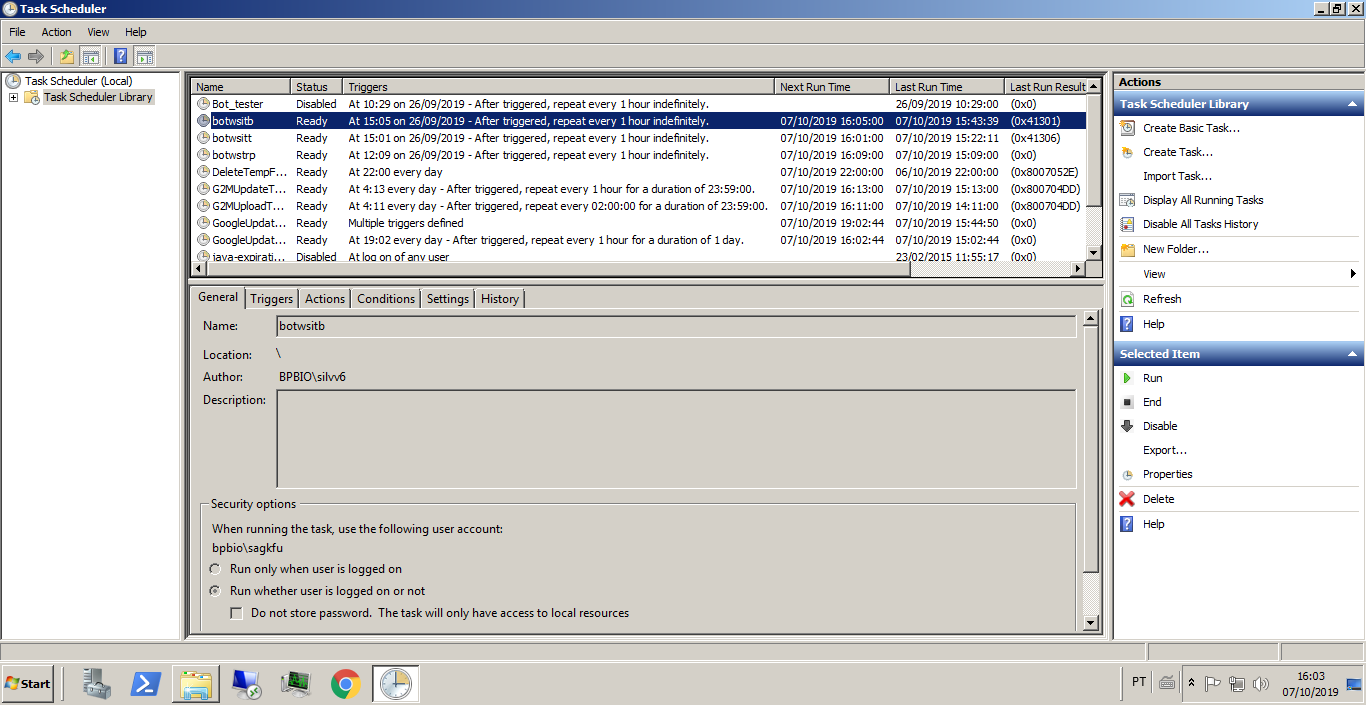 Task Scheduler
File Action View Help
Task Scheduler (Local)
Task Scheduler Library
Name Status Triggers Next Run Time Last Run Time Last Run Result
Bot_tester Disabled At 10:29 on 26/09/2019 - After triggered, repeat every 1 hour indefinitely. 26/09/2019 10:29:00 (0x0)
botwsitb Ready At 15:05 on 26/09/2019 - After triggered, repeat every 1 hour indefinitely. 07/10/2019 16:05:00 07/10/2019 15:43:39 (0x41301)
botwsitt Ready At 15:01 on 26/09/2019 - After triggered, repeat every 1 hour indefinitely. 07/10/2019 16:01:00 07/10/2019 15:22:11 (0x41306)
botwstrp Ready At 12:09 on 26/09/2019 - After triggered, repeat every 1 hour indefinitely. 07/10/2019 16:09:00 07/10/2019 15:09:00 (0x0)
DeleteTempF... Ready At 22:00 every day 07/10/2019 22:00:00 06/10/2019 22:00:00 (0x8007052E)
G2MUpdateT... Ready At 4:13 every day - After triggered, repeat every 1 hour for a duration of 23:59:00. 07/10/2019 16:13:00 07/10/2019 15:13:00 (0x800704DD)
G2MUploadT... Ready At 4:11 every day - After triggered, repeat every 02:00:00 for a duration of 23:59:00. 07/10/2019 16:11:00 07/10/2019 14:11:00 (0x800704DD)
GoogleUpdat... Ready Multiple triggers defined 07/10/2019 19:02:44 07/10/2019 15:44:50 (0x0)
GoogleUpdat... Ready At 19:02 every day - After triggered, repeat every 1 hour for a duration of 1 day. 07/10/2019 16:02:44 07/10/2019 15:02:44 (0x0)
java-expirati... Disabled At log on of any user 23/02/2015 11:55:17 (0x0)
General Triggers Actions Conditions Settings History
Name: botwsitb
Location: \
Author: BPBIO\silvv6
Description:
Security options
When running the task, use the following user account:
bpbio\sagkfu
Run only when user is logged on
Run whether user is logged on or not
Do not store password. The task will only have access to local resources
Actions
Task Scheduler Library
Create Basic Task...
Create Task...
Import Task...
Display All Running Tasks
Disable All Tasks History
New Folder...
View
Refresh
Help
Selected Item
Run
End
Disable
Export...
Properties
Delete
Help
Start
PT
16:03
07/10/2019